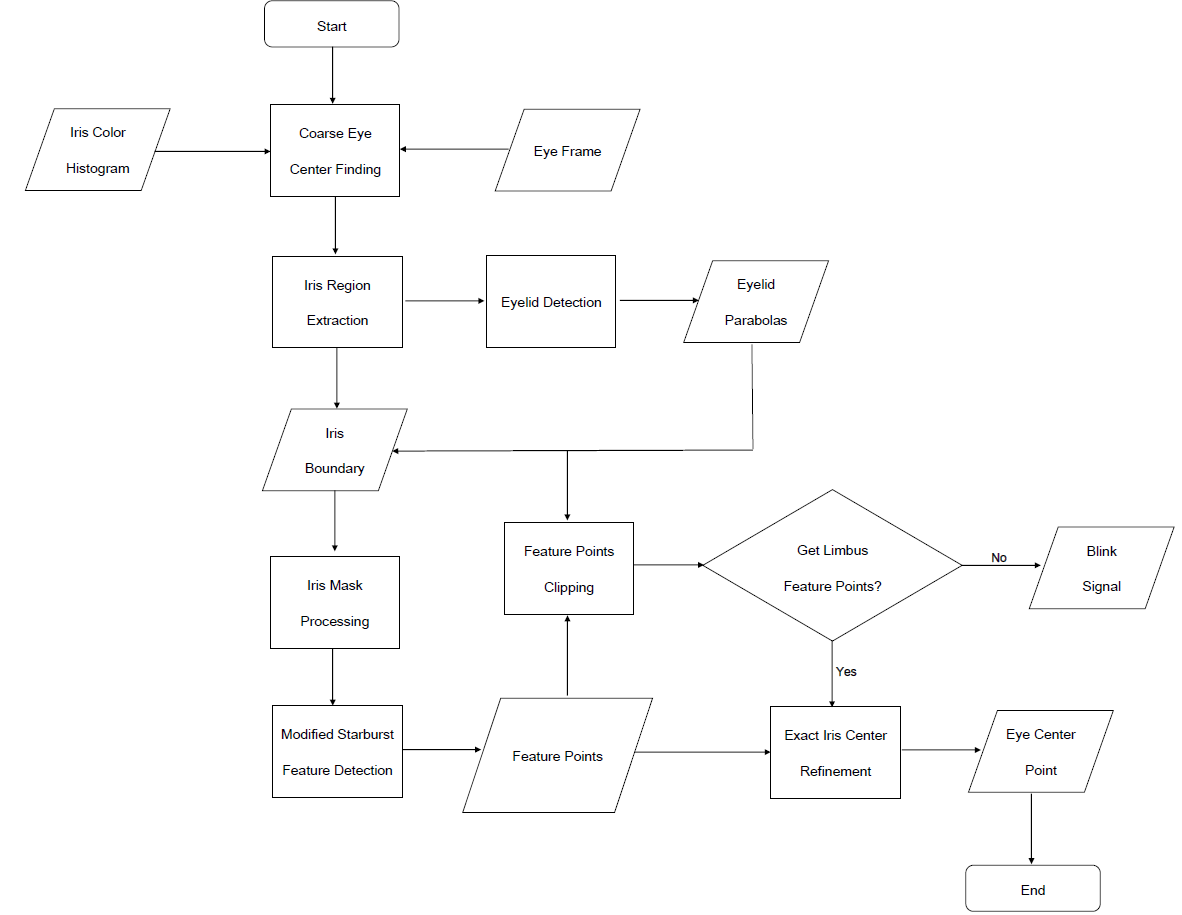 Start
Iris Color
Histogram
Coarse Eye
Center Finding
Eye Frame
Iris Region
Extraction
Eyelid Detection
Eyelid
Parabolas
Iris
Boundary
Feature Points
Clipping
Get Limbus
Feature Points?
No
Blink
Signal
Iris Mask
Processing
Yes
Modified Starburst
Feature Detection
Feature Points
Exact Iris Center
Refinement
Eye Center
Point
End